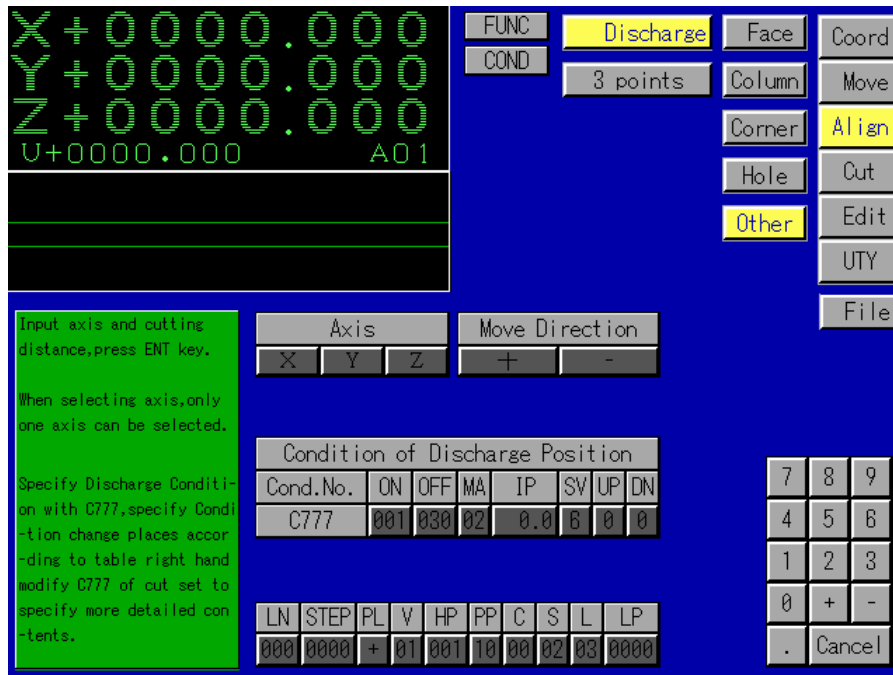 X+0000.000
Y+0000.000
Z+0000.000
U+0000.000 A01
FUNC
COND
Discharge
3 points
Face
Column
Corner
Hole
Other
Coord
Move
Align
Cut
Edit
UTY
File
Input axis and cutting
distance,press ENT key.
When selecting axis,only
one axis can be selected.
Specify Discharge Conditi-
on with C777,specify Condi
-tion change places accor
-ding to table right hand
modify C777 of cut set to
specify more detailed con
-tents.
Axis
X Y Z
Move Direction
+ -
Condition of Discharge Position
Cond.No. ON OFF MA IP SV UP DN
C777 001 030 02 0.0 6 0 0
LN STEP PL V HP PP C S L LP
000 0000 + 01 001 10 00 02 03 0000
7 8 9
4 5 6
1 2 3
0 + -
. Cancel